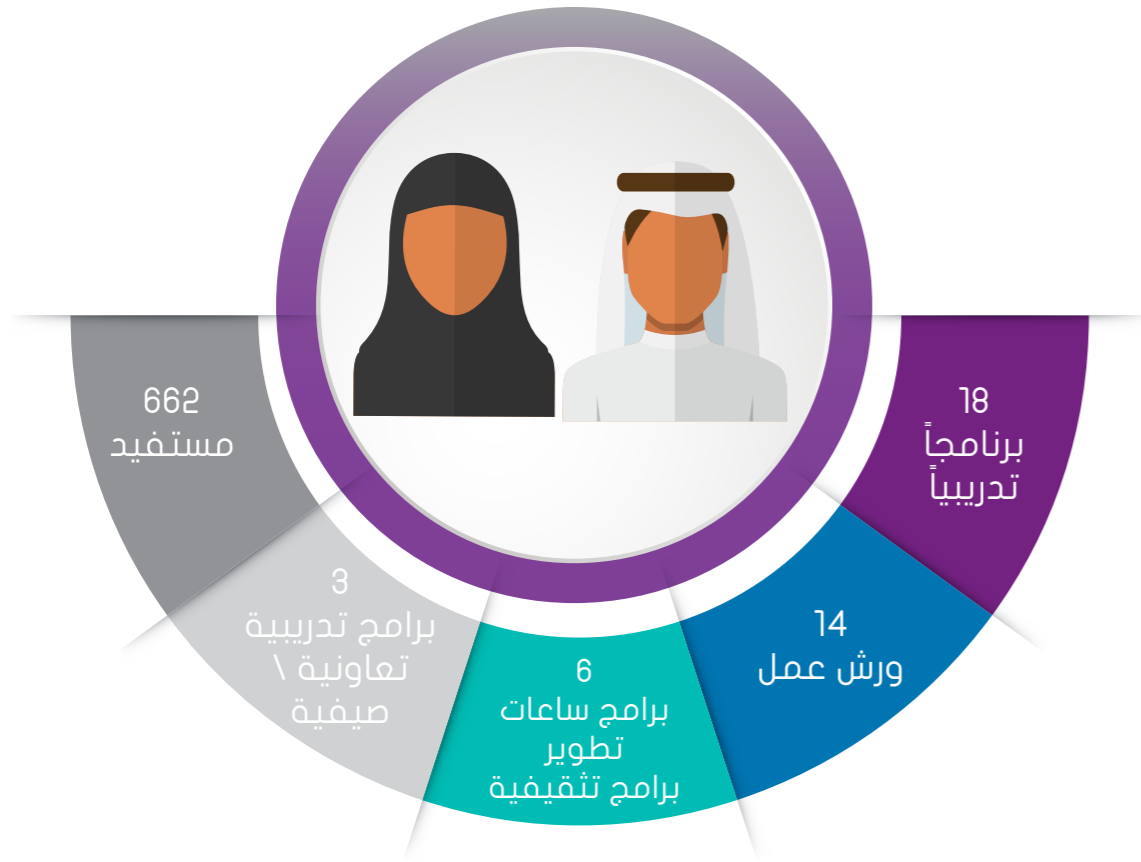 18
برنامجاً
تدريبياً
14
ورش عمل
6
برامج ساعات
تطوير
برامج تثقيفية
3
برامج تدريبية
تعاونية \
صيفية
662
مستفيد